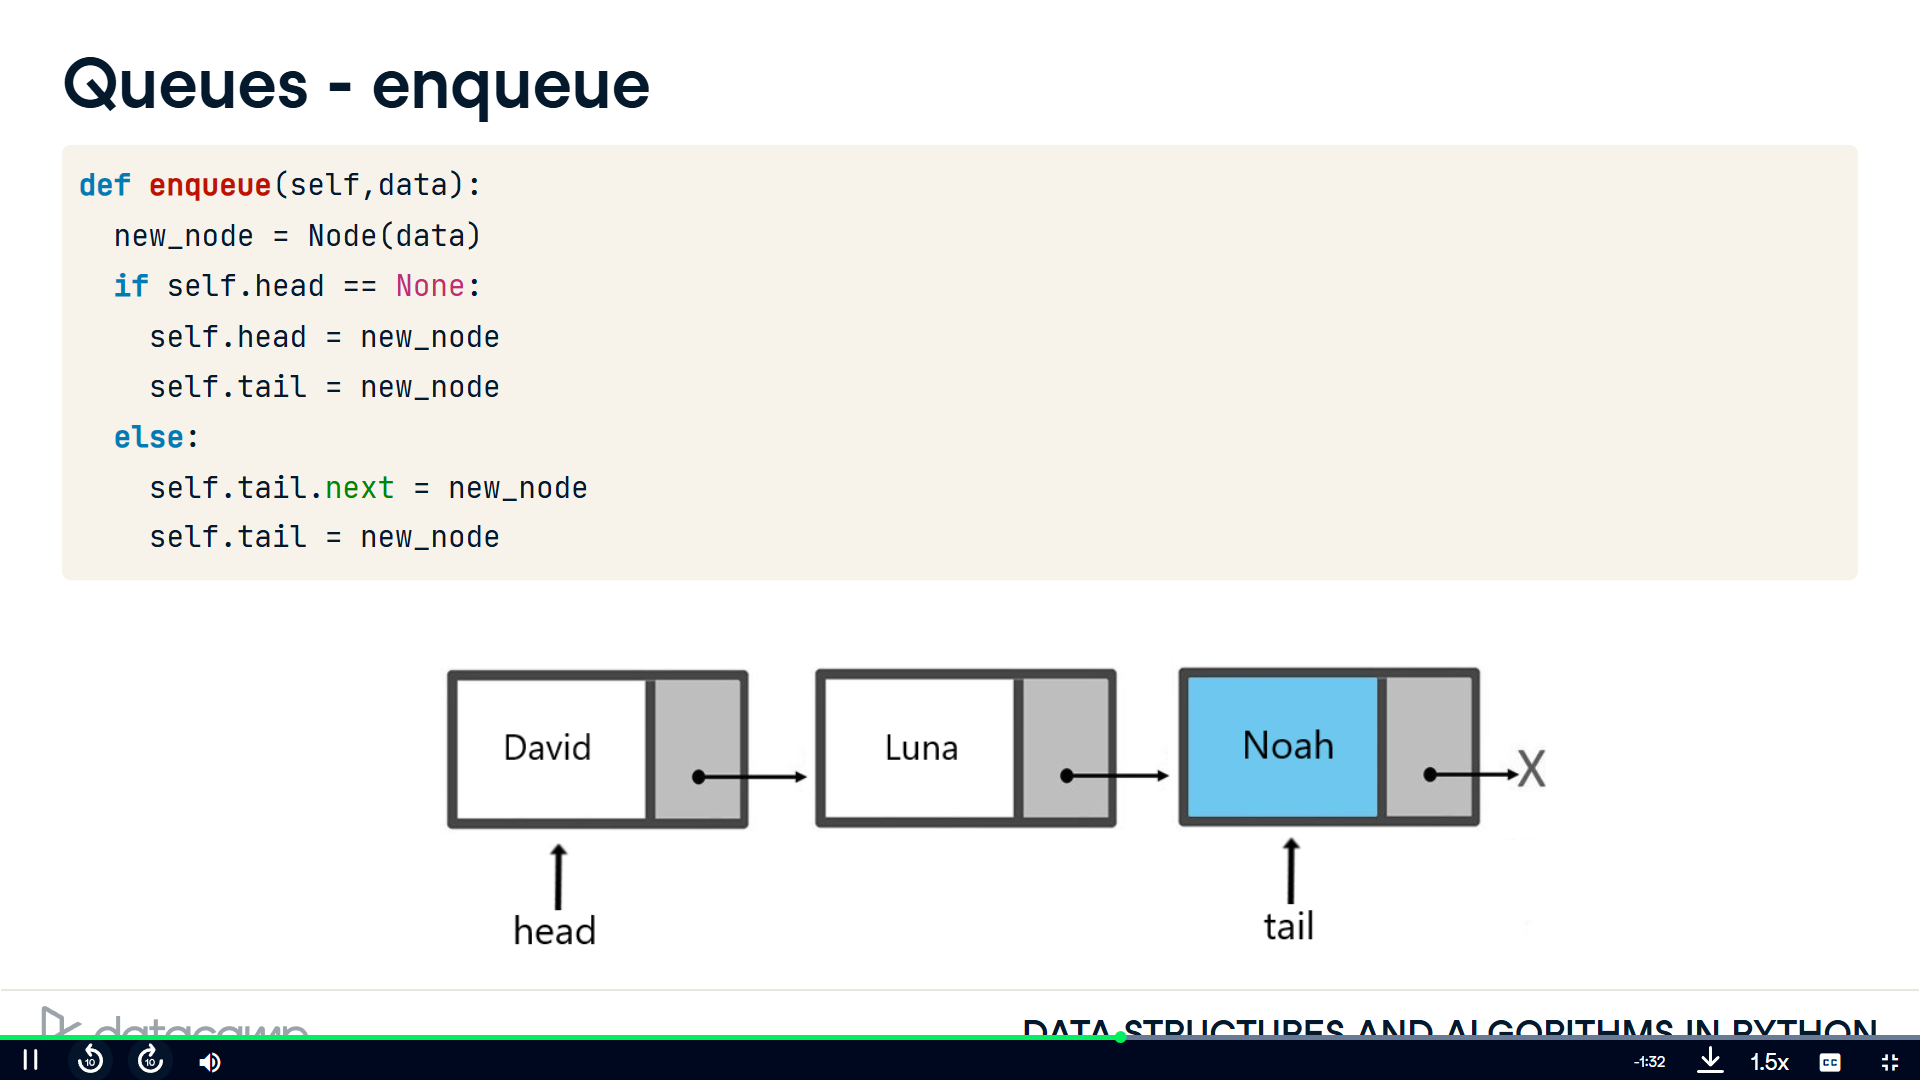 Queues - enqueue
def enqueue(self,data):
  new_node = Node(data)
  if self.head == None:
    self.head = new_node
    self.tail = new_node
  else:
    self.tail.next = new_node
    self.tail = new_node
David
Luna
Noah
X
head
tail
datacamp
DATA STRUCTURES AND ALGORITHMS IN PYTHON
10
10
-1:32
1.5x
CC